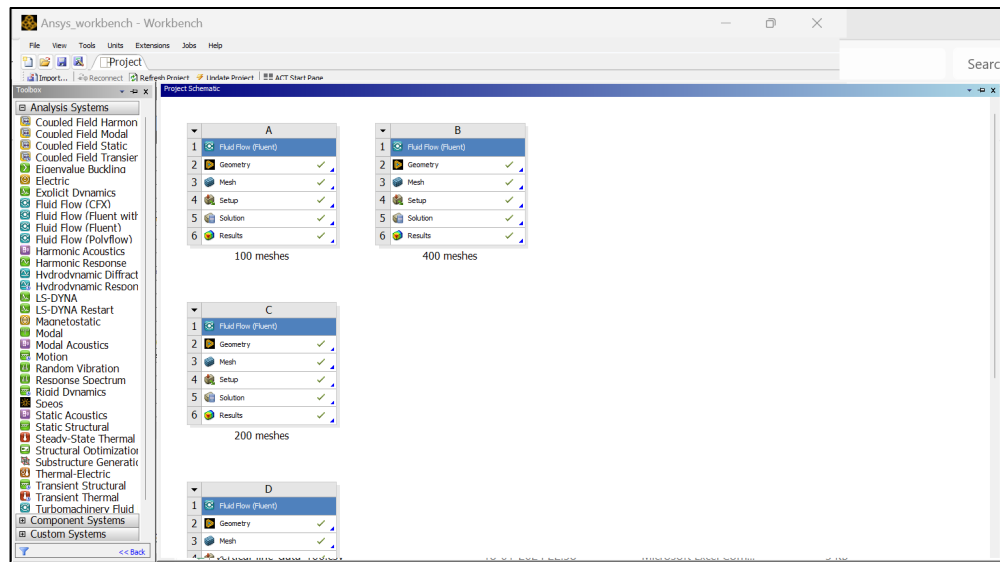 Ansys_workbench - Workbench
File View Tools Units Extensions Jobs Help
Project
Import... Reconnect Refresh Project Update Project ACT Start Page
Searc
Toolbox
Analysis Systems
Coupled Field Harmon
Coupled Field Modal
Coupled Field Static
Coupled Field Transier
Eigenvalue Buckling
Electric
Explicit Dynamics
Fluid Flow (CFX)
Fluid Flow (Fluent with
Fluid Flow (Fluent)
Fluid Flow (Polyflow)
Harmonic Acoustics
Harmonic Response
Hydrodynamic Diffract
Hydrodynamic Respon
LS-DYNA
LS-DYNA Restart
Magnetostatic
Modal
Modal Acoustics
Motion
Random Vibration
Response Spectrum
Rigid Dynamics
Speos
Static Acoustics
Static Structural
Steady-State Thermal
Structural Optimization
Substructure Generatio
Thermal-Electric
Transient Structural
Transient Thermal
Turbomachinery Fluid
Component Systems
Custom Systems
<< Back
Project Schematic
A
1 Fluid Flow (Fluent)
2 Geometry
3 Mesh
4 Setup
5 Solution
6 Results
100 meshes
B
1 Fluid Flow (Fluent)
2 Geometry
3 Mesh
4 Setup
5 Solution
6 Results
400 meshes
C
1 Fluid Flow (Fluent)
2 Geometry
3 Mesh
4 Setup
5 Solution
6 Results
200 meshes
D
1 Fluid Flow (Fluent)
2 Geometry
3 Mesh